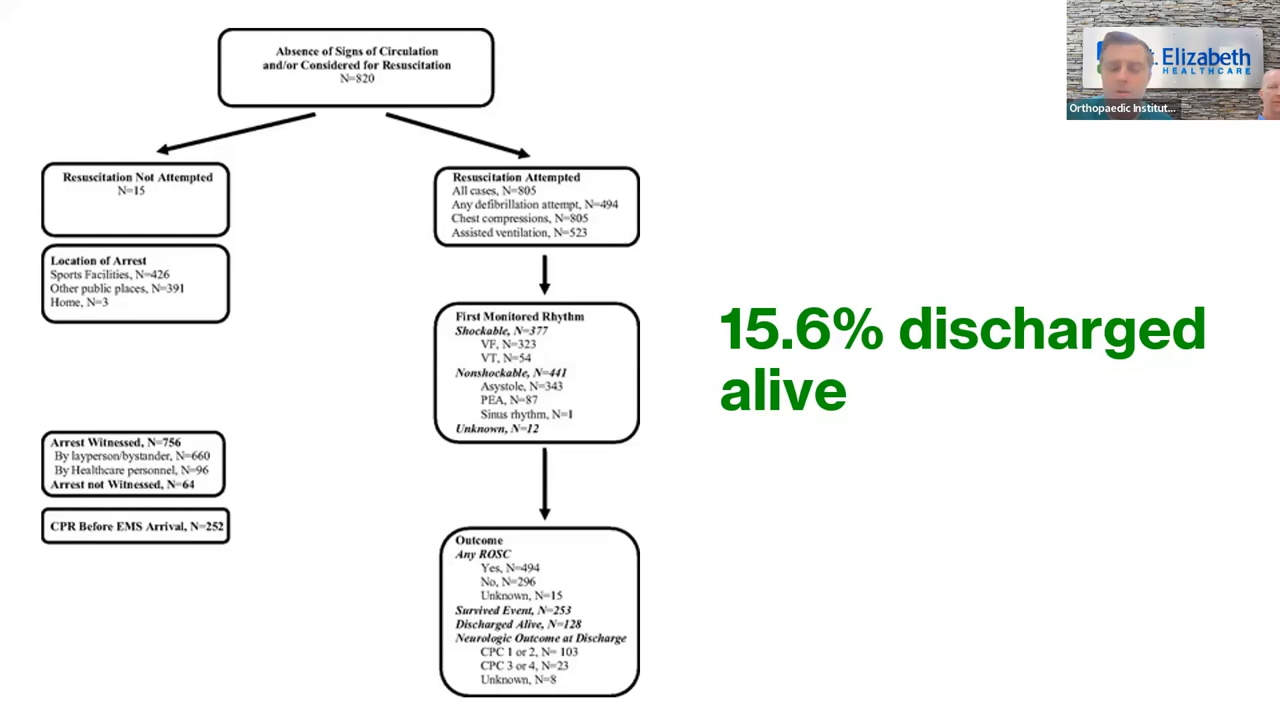 Absence of Signs of Circulation
and/or Considered for Resuscitation
N=820
Resuscitation Not Attempted
N=15
Location of Arrest
Sports Facilities, N=426
Other public places, N=391
Home, N=3
Arrest Witnessed, N=756
By layperson/bystander, N=660
By Healthcare personnel, N=96
Arrest not Witnessed, N=64
CPR Before EMS Arrival, N=252
Resuscitation Attempted
All cases, N=805
Any defibrillation attempt, N=494
Chest compressions, N=805
Assisted ventilation, N=523
First Monitored Rhythm
Shockable, N=377
VF, N=323
VT, N=54
Nonshockable, N=441
Asystole, N=343
PEA, N=87
Sinus rhythm, N=1
Unknown, N=12
Outcome
Any ROSC
Yes, N=494
No, N=296
Unknown, N=15
Survived Event, N=253
Discharged Alive, N=128
Neurologic Outcome at Discharge
CPC 1 or 2, N= 103
CPC 3 or 4, N=23
Unknown, N=8
15.6% discharged
alive
Elizabeth
HEALTHCARE
Orthopaedic Institut...